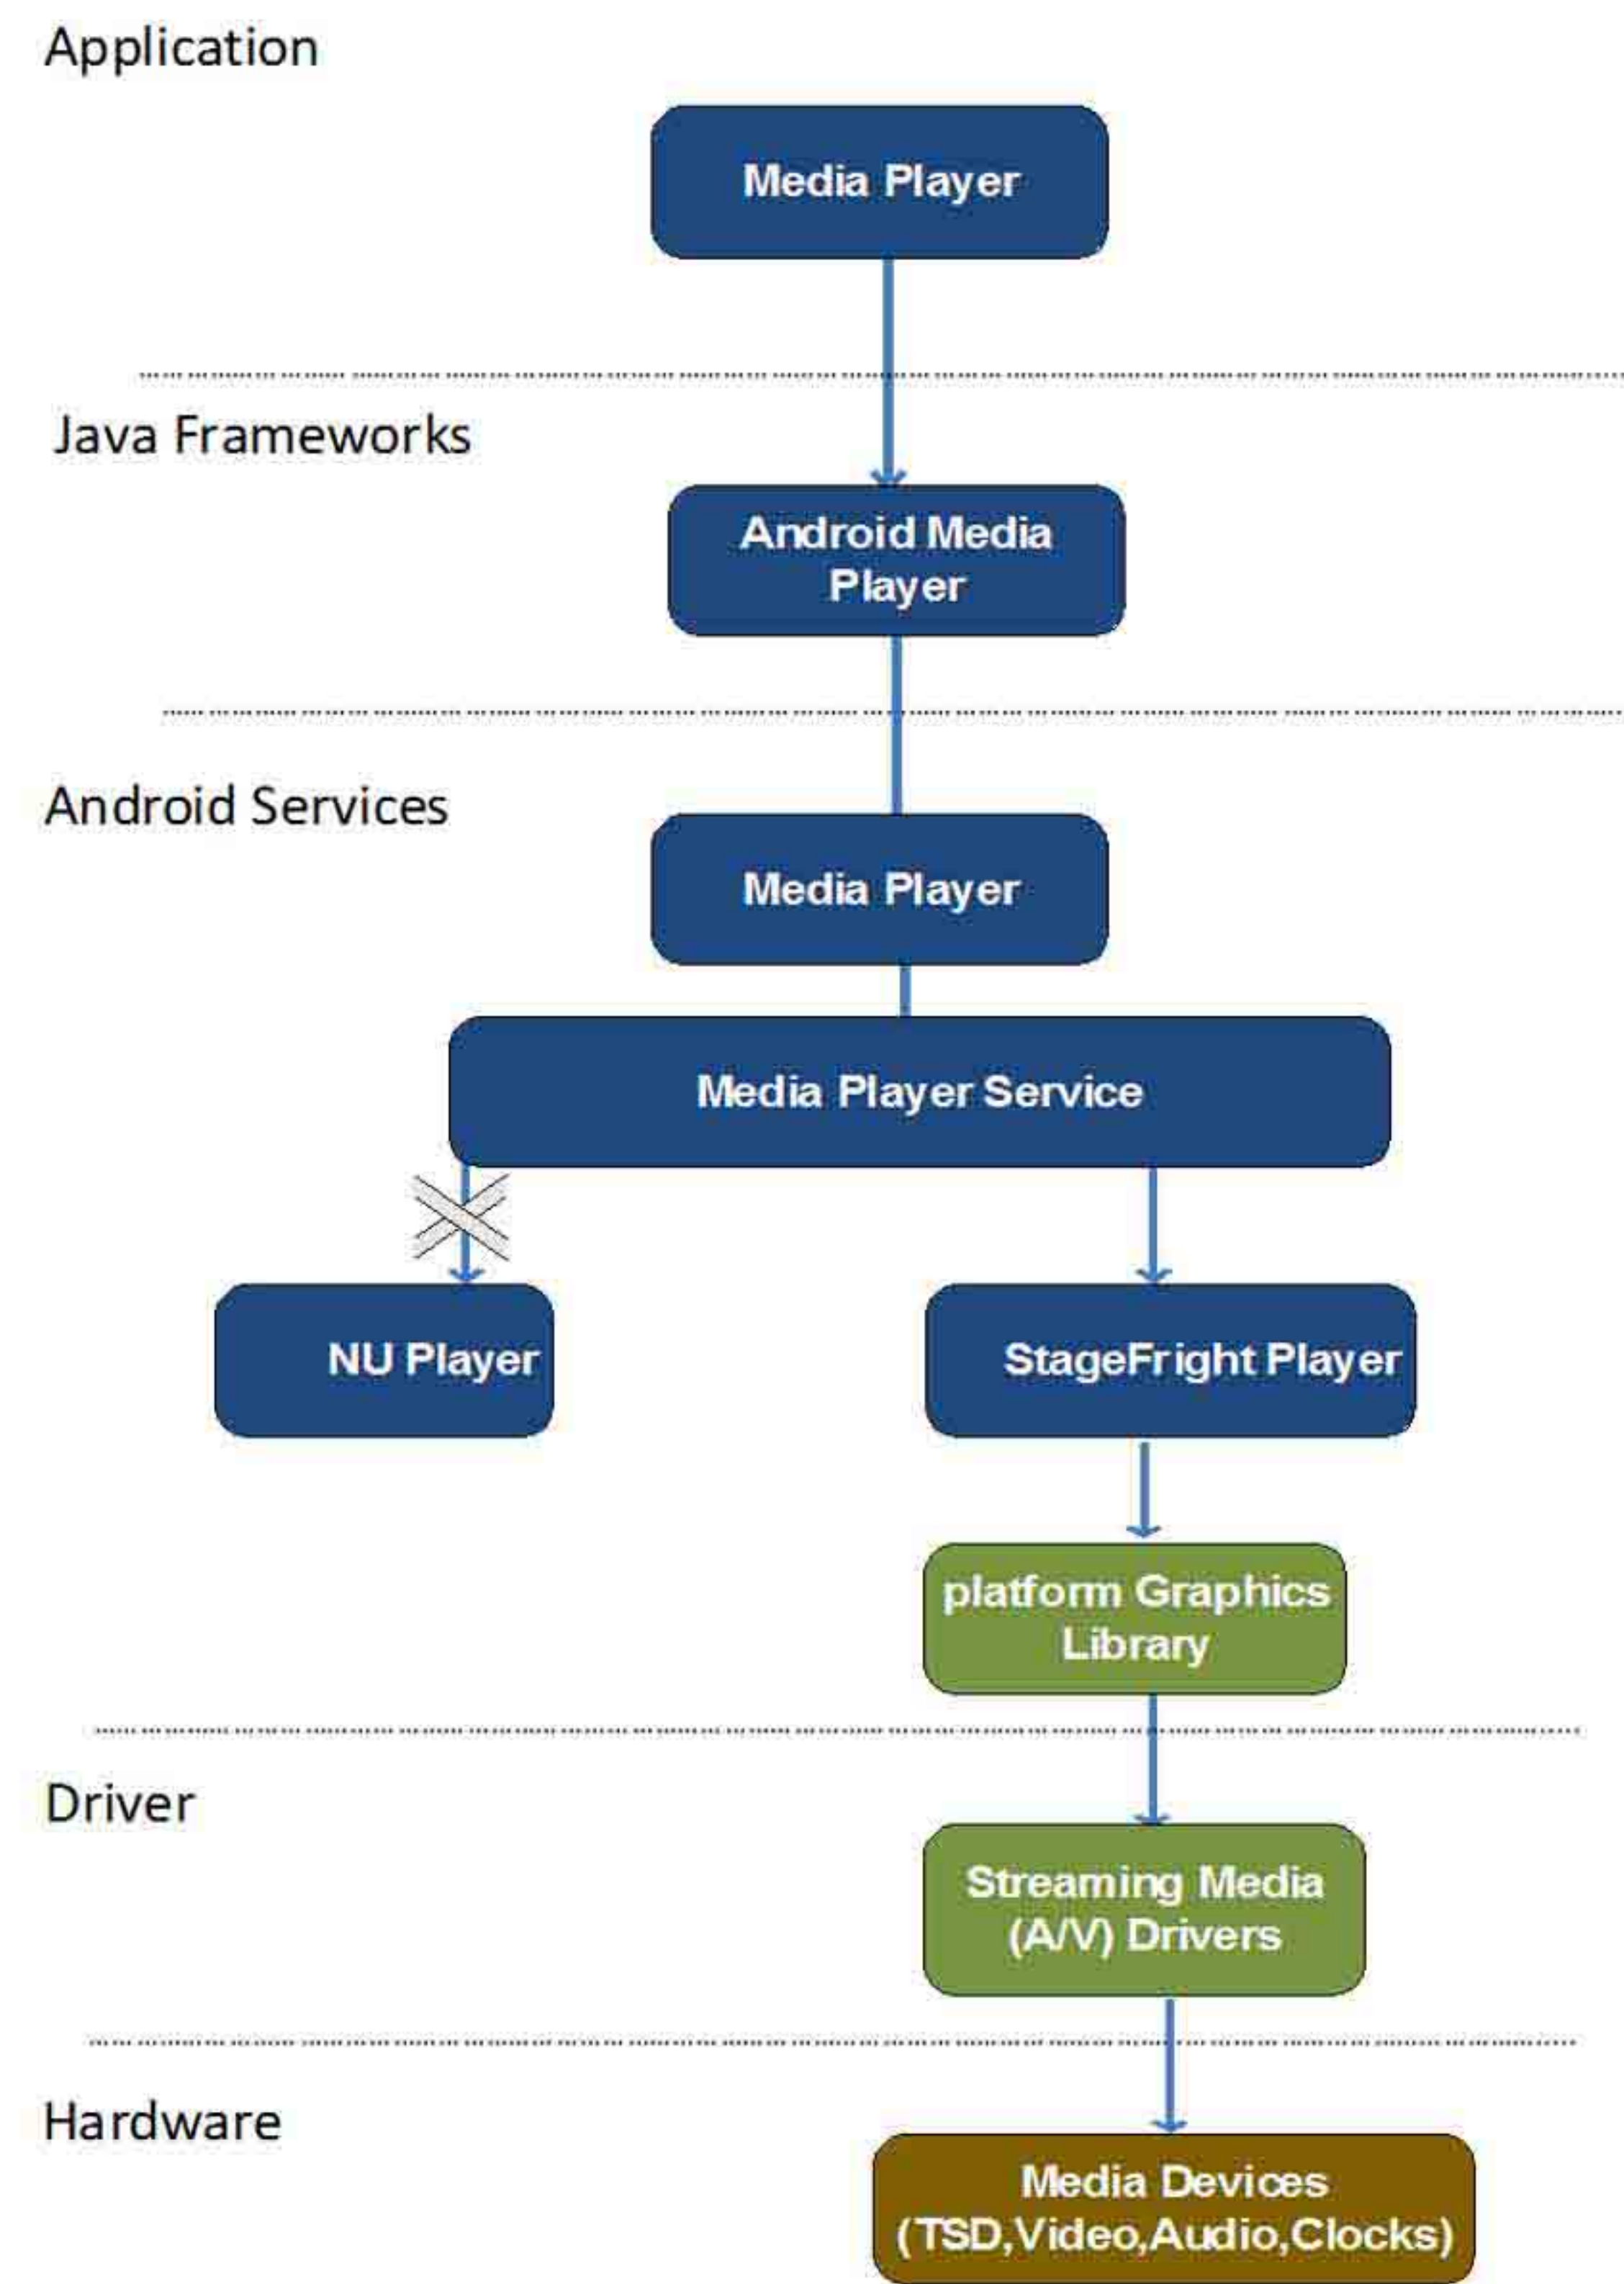 Application
Media Player
Java Frameworks
Android Media
Player
Android Services
Media Player
Media Player Service
NU Player
StageFright Player
platform Graphics
Library
Driver
Streaming Media
(A/V) Drivers
Hardware
Media Devices
(TSD,Video,Audio,Clocks)